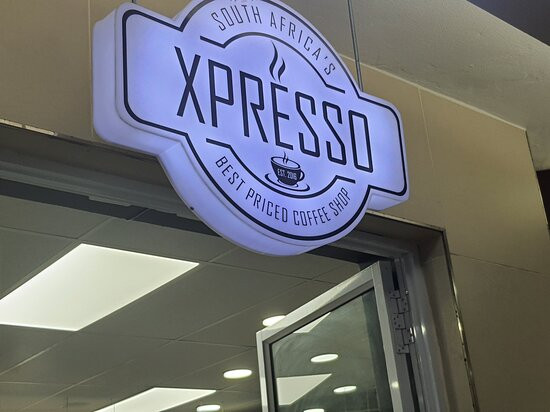 SOUTH AFRICA'S
XPRESSO
EST. 2016
BEST PRICED COFFEE SHOP